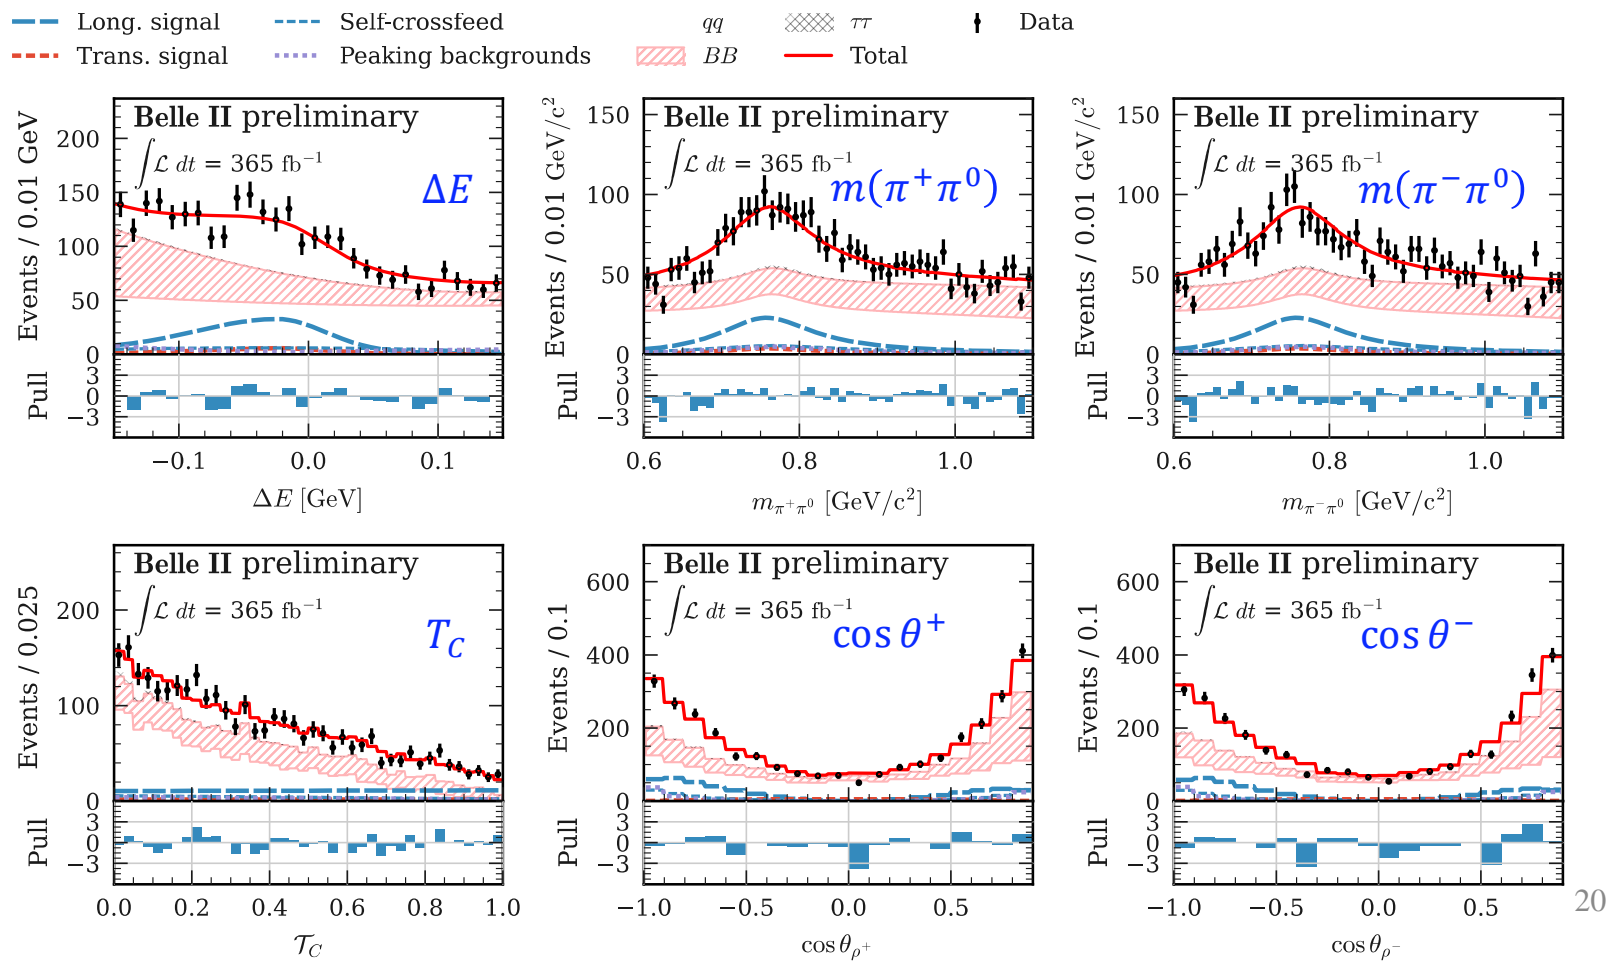 Long. signal Self-crossfeed qq ττ Data
Trans. signal Peaking backgrounds BB Total
Belle II preliminary
∫ℒ dt = 365 fb⁻¹
ΔE
Events / 0.01 GeV
200
150
100
50
0
Pull
3
0
−3
−0.1 0.0 0.1
ΔE [GeV]
Belle II preliminary
∫ℒ dt = 365 fb⁻¹
m(π⁺π⁰)
Events / 0.01 GeV/c²
150
100
50
0
Pull
3
0
−3
0.6 0.8 1.0
m_{π⁺π⁰} [GeV/c²]
Belle II preliminary
∫ℒ dt = 365 fb⁻¹
m(π⁻π⁰)
Events / 0.01 GeV/c²
150
100
50
0
Pull
3
0
−3
0.6 0.8 1.0
m_{π⁻π⁰} [GeV/c²]
Belle II preliminary
∫ℒ dt = 365 fb⁻¹
T_C
Events / 0.025
200
100
0
Pull
3
0
−3
0.0 0.2 0.4 0.6 0.8 1.0
𝒯_C
Belle II preliminary
∫ℒ dt = 365 fb⁻¹
cos θ⁺
Events / 0.1
600
400
200
0
Pull
3
0
−3
−1.0 −0.5 0.0 0.5
cos θ_{ρ⁺}
Belle II preliminary
∫ℒ dt = 365 fb⁻¹
cos θ⁻
Events / 0.1
600
400
200
0
Pull
3
0
−3
−1.0 −0.5 0.0 0.5
cos θ_{ρ⁻}
20